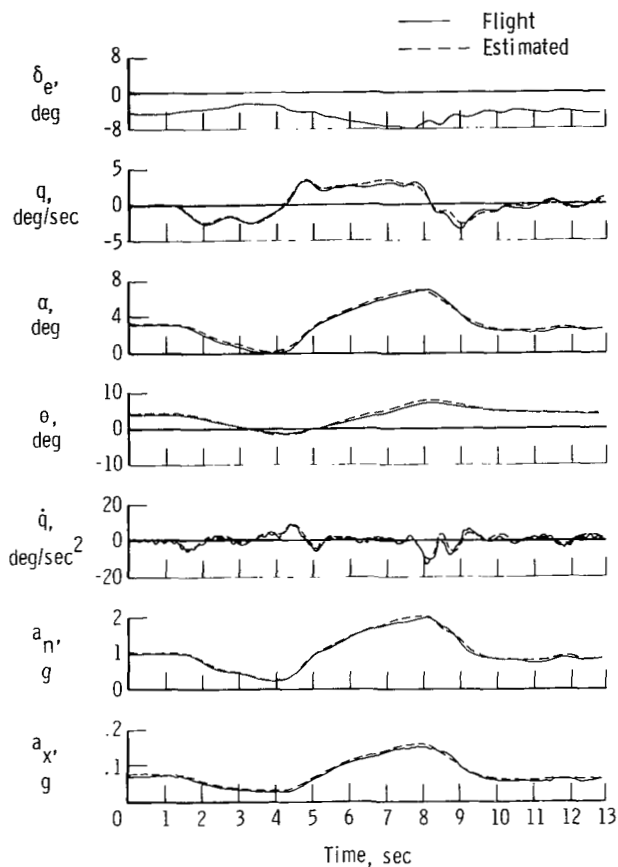 Flight
Estimated
δe,
deg
8
0
-8
q,
deg/sec
5
0
-5
α,
deg
8
4
0
θ,
deg
10
0
-10
q̇,
deg/sec²
20
0
-20
an,
g
2
1
0
ax,
g
.2
.1
0 1 2 3 4 5 6 7 8 9 10 11 12 13
Time, sec